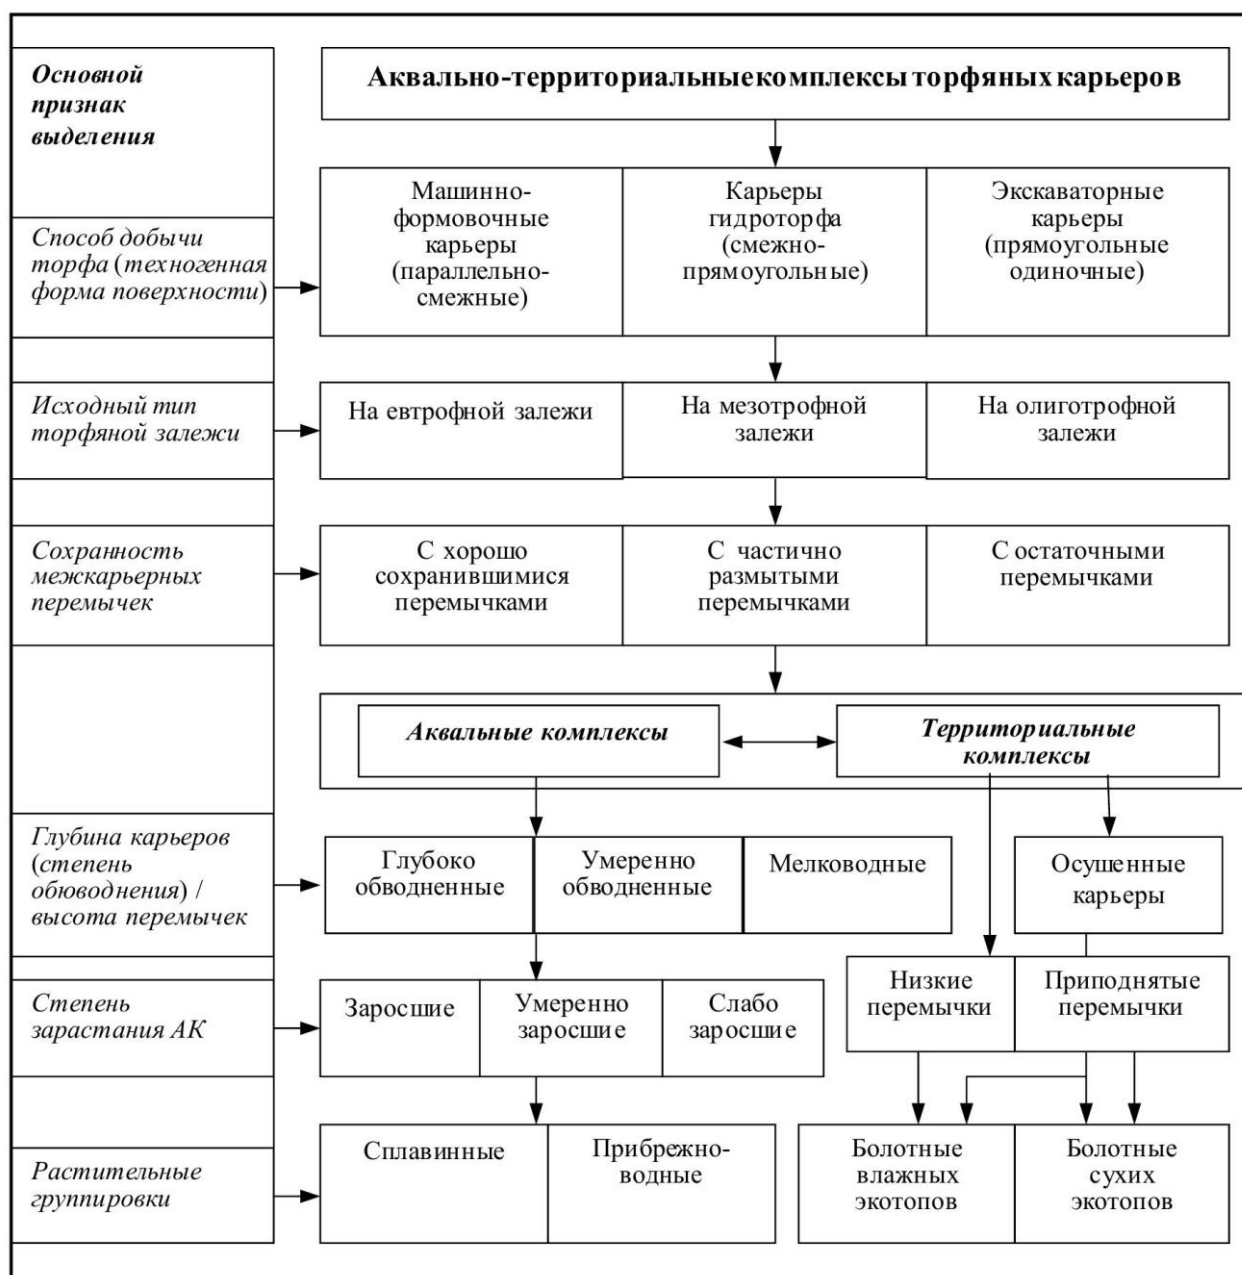 Основной
признак
выделения
Аквально-территориальные комплексы торфяных карьеров
Способ добычи
торфа (техногенная
форма поверхности)
Машинно-
формовочные
карьеры
(параллельно-
смежные)
Карьеры
гидроторфа
(смежно-
прямоугольные)
Экскаваторные
карьеры
(прямоугольные
одиночные)
Исходный тип
торфяной залежи
На евтрофной залежи
На мезотрофной
залежи
На олиготрофной
залежи
Сохранность
межкарьерных
перемычек
С хорошо
сохранившимися
перемычками
С частично
размытыми
перемычками
С остаточными
перемычками
Аквальные комплексы
Территориальные
комплексы
Глубина карьеров
(степень
обюводнения) /
высота перемычек
Глубоко
обводненные
Умеренно
обводненные
Мелководные
Осушенные
карьеры
Низкие
перемычки
Приподнятые
перемычки
Степень
зарастания АК
Заросшие
Умеренно
заросшие
Слабо
заросшие
Растительные
группировки
Сплавинные
Прибрежно-
водные
Болотные
влажных
экотопов
Болотные
сухих
экотопов